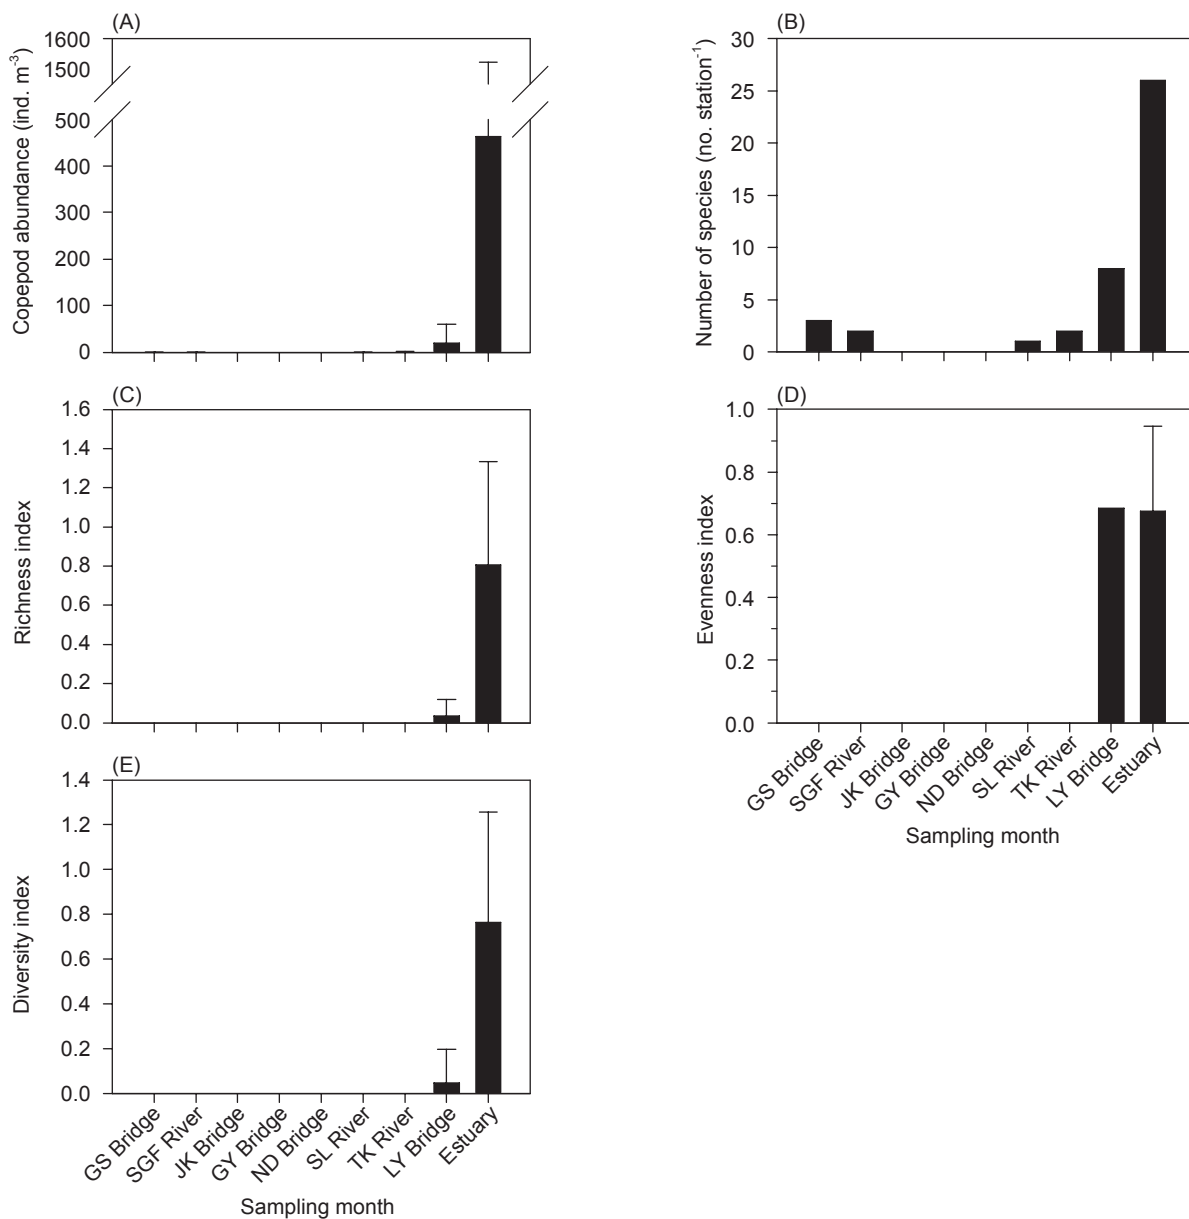 (A)
Copepod abundance (ind. m-3)
1600
1500
500
400
300
200
100
0
(B)
Number of species (no. station-1)
30
25
20
15
10
5
0
(C)
Richness index
1.6
1.4
1.2
1.0
0.8
0.6
0.4
0.2
0.0
(D)
Evenness index
1.0
0.8
0.6
0.4
0.2
0.0
GS Bridge
SGF River
JK Bridge
GY Bridge
ND Bridge
SL River
TK River
LY Bridge
Estuary
Sampling month
(E)
Diversity index
1.4
1.2
1.0
0.8
0.6
0.4
0.2
0.0
GS Bridge
SGF River
JK Bridge
GY Bridge
ND Bridge
SL River
TK River
LY Bridge
Estuary
Sampling month